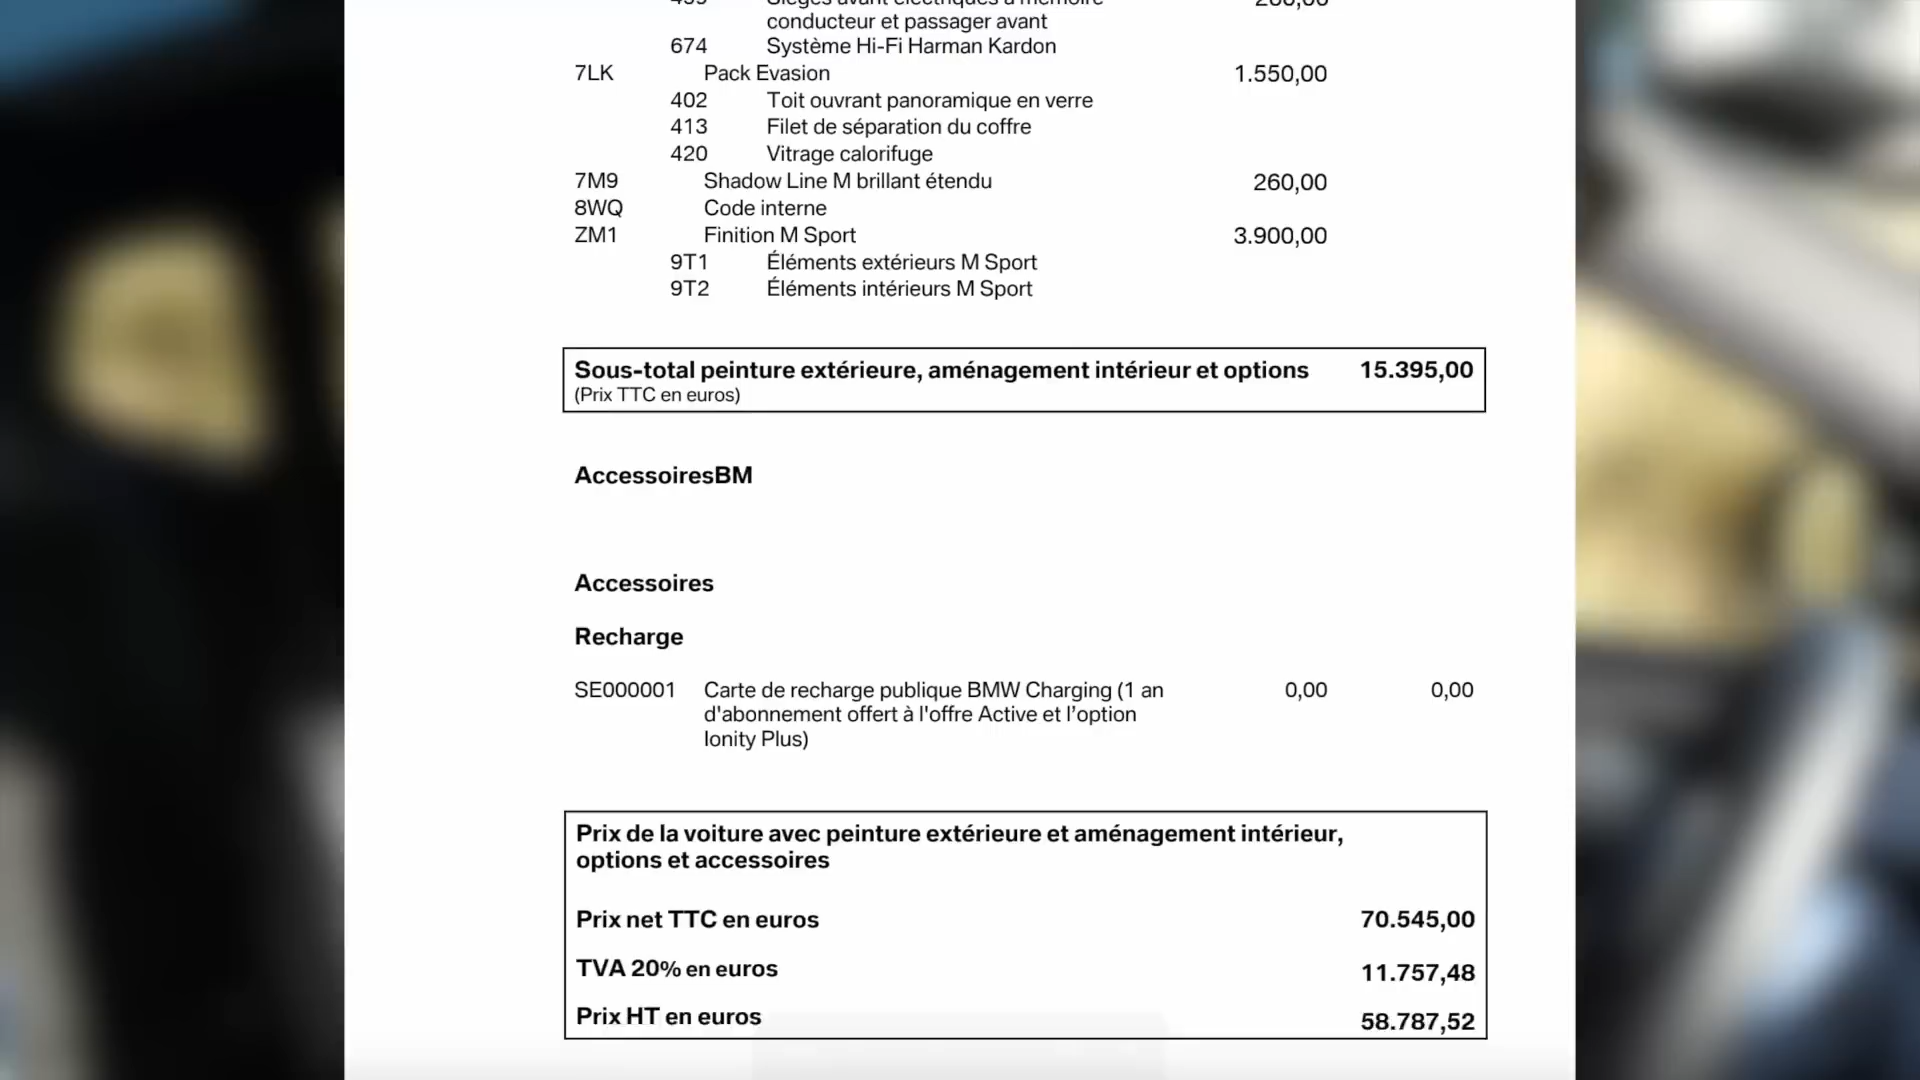 conducteur et passager avant
674 Système Hi-Fi Harman Kardon
7LK Pack Evasion 1.550,00
402 Toit ouvrant panoramique en verre
413 Filet de séparation du coffre
420 Vitrage calorifuge
7M9 Shadow Line M brillant étendu 260,00
8WQ Code interne
ZM1 Finition M Sport 3.900,00
9T1 Éléments extérieurs M Sport
9T2 Éléments intérieurs M Sport
Sous-total peinture extérieure, aménagement intérieur et options 15.395,00
(Prix TTC en euros)
AccessoiresBM
Accessoires
Recharge
SE000001 Carte de recharge publique BMW Charging (1 an 0,00 0,00
d'abonnement offert à l'offre Active et l’option
Ionity Plus)
Prix de la voiture avec peinture extérieure et aménagement intérieur,
options et accessoires
Prix net TTC en euros 70.545,00
TVA 20% en euros 11.757,48
Prix HT en euros 58.787,52